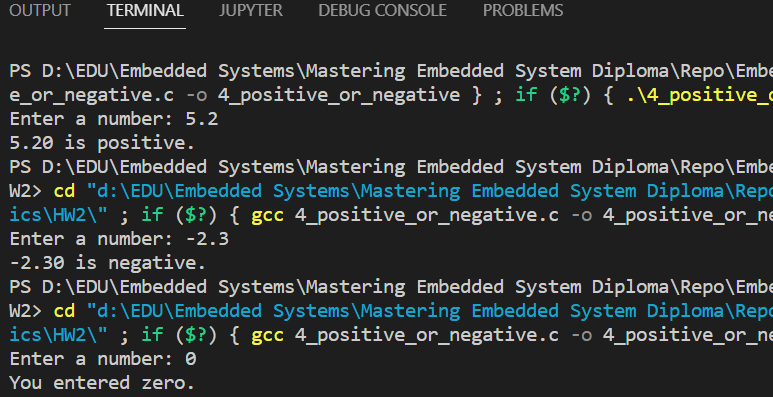 OUTPUT TERMINAL JUPYTER DEBUG CONSOLE PROBLEMS
PS D:\EDU\Embedded Systems\Mastering Embedded System Diploma\Repo\Embe
e_or_negative.c -o 4_positive_or_negative } ; if ($?) { .\4_positive_o
Enter a number: 5.2
5.20 is positive.
PS D:\EDU\Embedded Systems\Mastering Embedded System Diploma\Repo\Embe
W2> cd "d:\EDU\Embedded Systems\Mastering Embedded System Diploma\Repo
ics\HW2\" ; if ($?) { gcc 4_positive_or_negative.c -o 4_positive_or_ne
Enter a number: -2.3
-2.30 is negative.
PS D:\EDU\Embedded Systems\Mastering Embedded System Diploma\Repo\Embe
W2> cd "d:\EDU\Embedded Systems\Mastering Embedded System Diploma\Repo
ics\HW2\" ; if ($?) { gcc 4_positive_or_negative.c -o 4_positive_or_ne
Enter a number: 0
You entered zero.